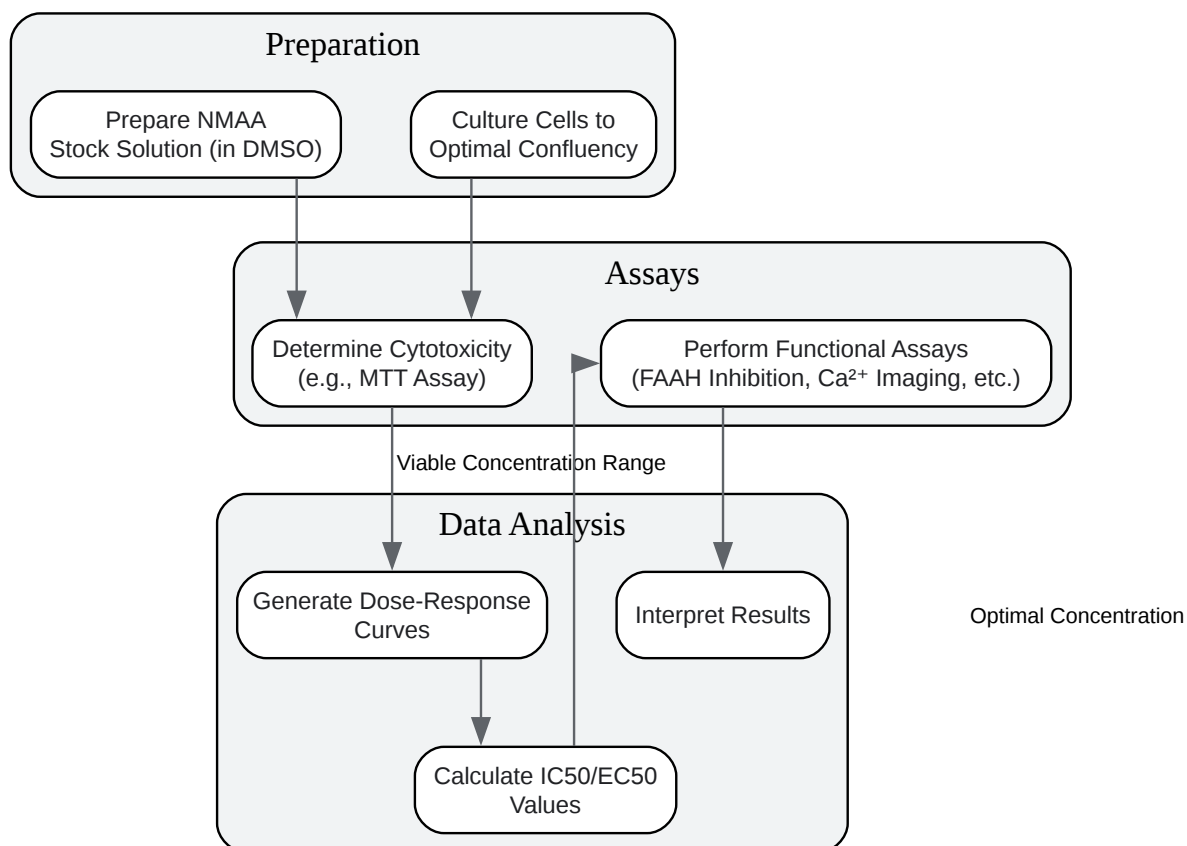 Preparation
Prepare NMAA
Stock Solution (in DMSO)
Culture Cells to
Optimal Confluency
Assays
Determine Cytotoxicity
(e.g., MTT Assay)
Perform Functional Assays
(FAAH Inhibition, Ca²⁺ Imaging, etc.)
Viable Concentration Range
Data Analysis
Generate Dose-Response
Curves
Interpret Results
Optimal Concentration
Calculate IC50/EC50
Values